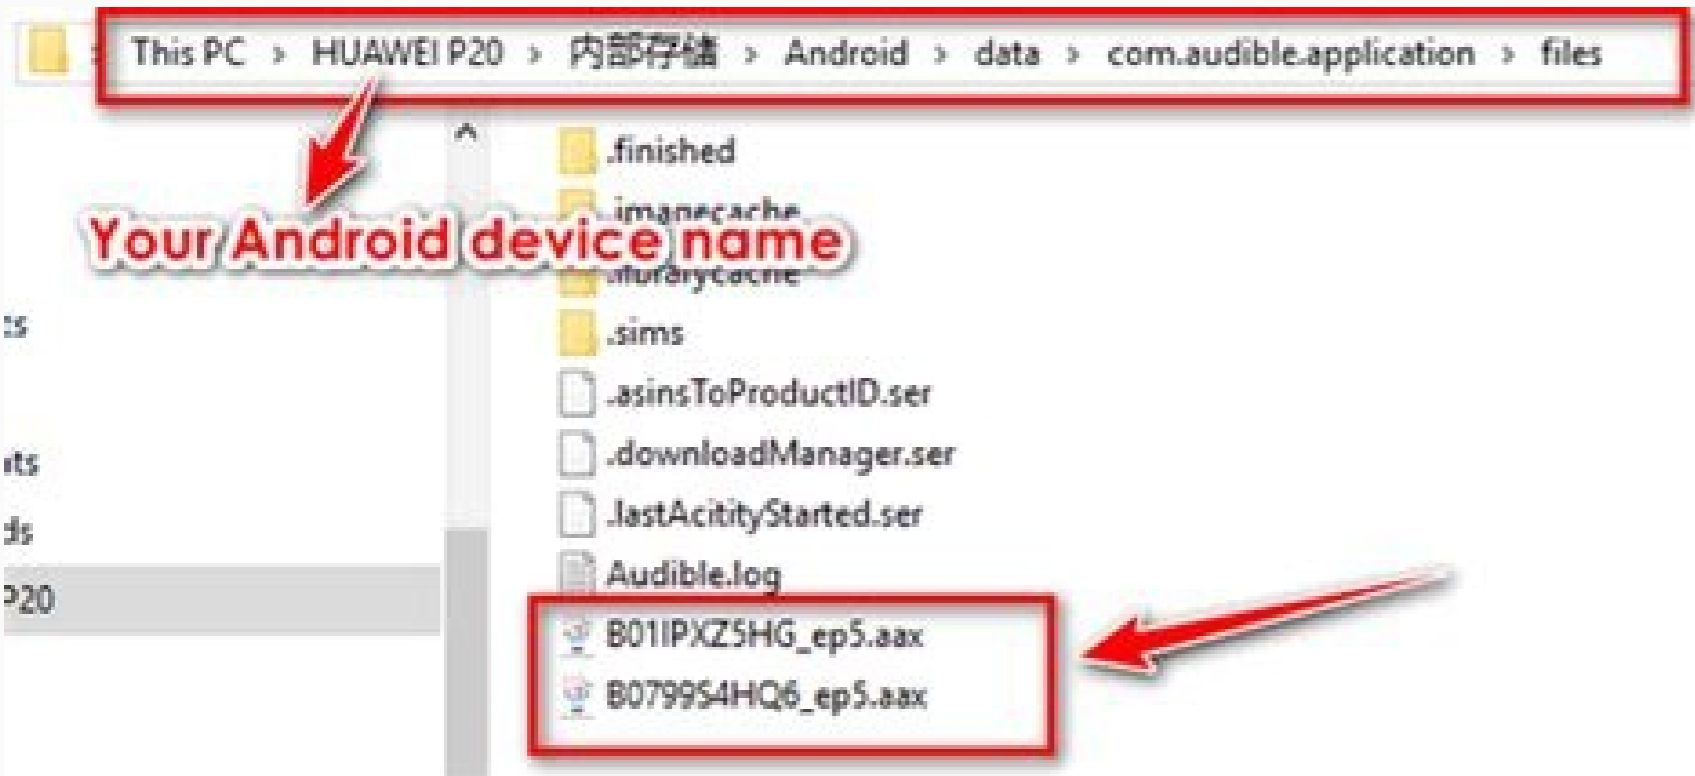 This PC > HUAWEI P20 > 内部存储 > Android > data > com.audible.application > files
.finished
Your Android device name
.sims
.asinsToProductID.ser
.downloadManager.ser
.lastAcitityStarted.ser
Audible.log
P20
B01IPXZ5HG_ep5.aax
B0799S4HQ6_ep5.aax